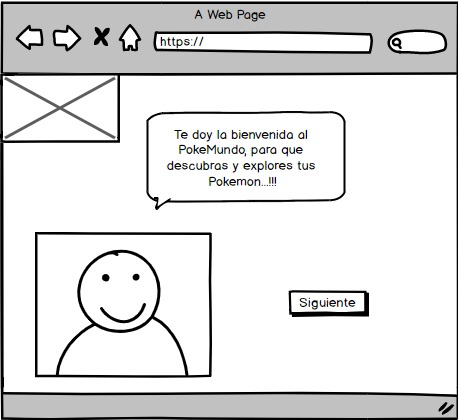 A Web Page
https://
Te doy la bienvenida al
PokeMundo, para que
descubras y explores tus
Pokemon...!!!
Siguiente